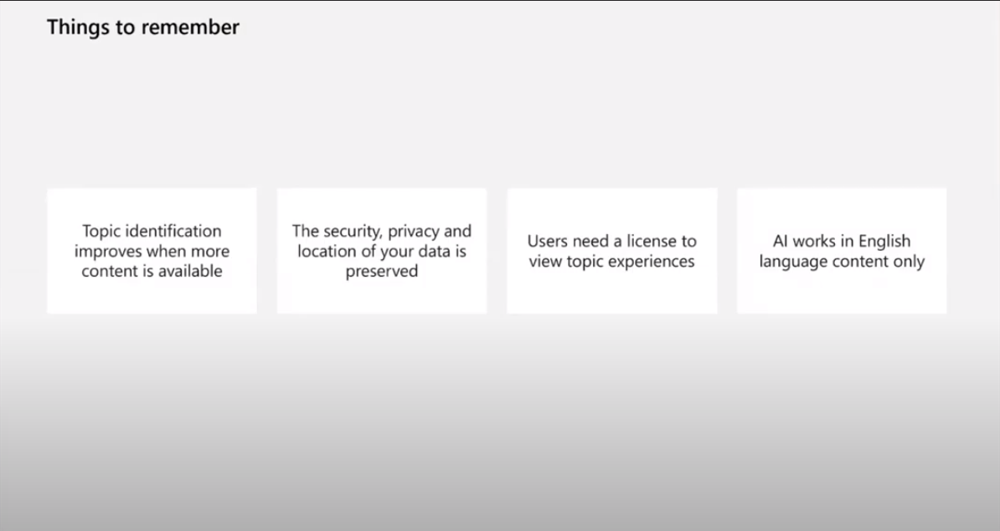 Things to remember
Topic identification
improves when more
content is available
The security, privacy and
location of your data is
preserved
Users need a license to
view topic experiences
AI works in English
language content only